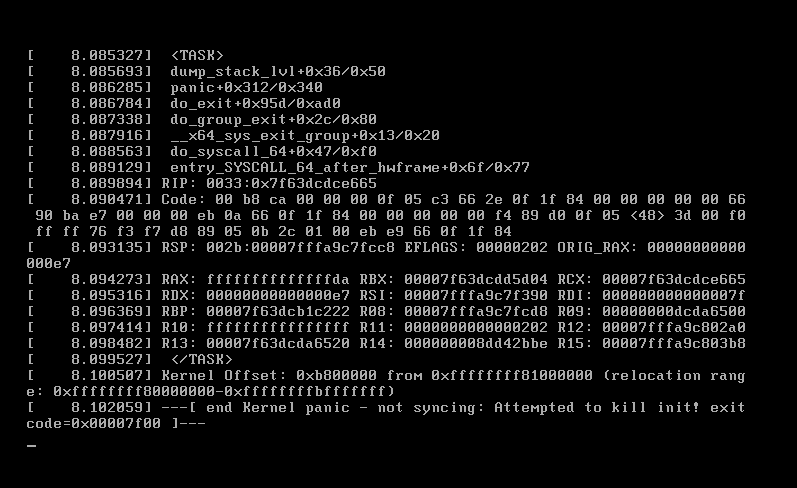 [    8.085327]  <TASK>
[    8.085693]  dump_stack_lvl+0x36/0x50
[    8.086285]  panic+0x312/0x340
[    8.086784]  do_exit+0x95d/0xad0
[    8.087338]  do_group_exit+0x2c/0x80
[    8.087916]  __x64_sys_exit_group+0x13/0x20
[    8.088563]  do_syscall_64+0x47/0xf0
[    8.089129]  entry_SYSCALL_64_after_hwframe+0x6f/0x77
[    8.089894] RIP: 0033:0x7f63dcdce665
[    8.090471] Code: 00 b8 ca 00 00 00 0f 05 c3 66 2e 0f 1f 84 00 00 00 00 00 66
 90 ba e7 00 00 00 eb 0a 66 0f 1f 84 00 00 00 00 00 f4 89 d0 0f 05 <48> 3d 00 f0
ff ff 76 f3 f7 d8 89 05 0b 2c 01 00 eb e9 66 0f 1f 84
[    8.093135] RSP: 002b:00007fffa9c7fcc8 EFLAGS: 00000202 ORIG_RAX: 00000000000
000e7
[    8.094273] RAX: ffffffffffffffda RBX: 00007f63dcdd5d04 RCX: 00007f63dcdce665
[    8.095316] RDX: 00000000000000e7 RSI: 00007fffa9c7f390 RDI: 000000000000007f
[    8.096369] RBP: 00007f63dcb1c222 R08: 00007fffa9c7fcd8 R09: 00000000dcda6500
[    8.097414] R10: ffffffffffffffff R11: 0000000000000202 R12: 00007fffa9c802a0
[    8.098482] R13: 00007f63dcda6520 R14: 000000008dd42bbe R15: 00007fffa9c803b8
[    8.099527]  </TASK>
[    8.100507] Kernel Offset: 0xb800000 from 0xffffffff81000000 (relocation rang
e: 0xffffffff80000000-0xffffffffbfffffff)
[    8.102059] ---[ end Kernel panic - not syncing: Attempted to kill init! exit
code=0x00007f00 ]---
_